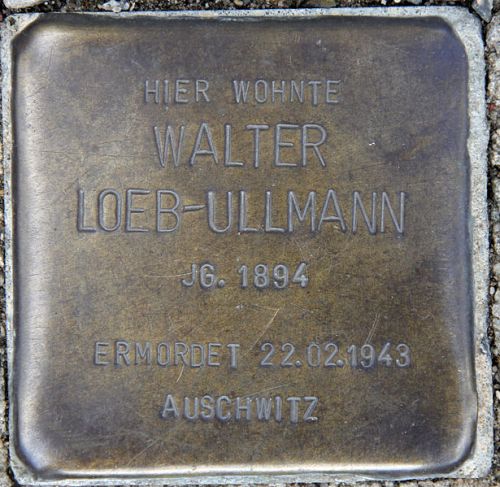 HIER WOHNTE
WALTER
LOEB-ULLMANN
JG. 1894
ERMORDET 22.02.1943
AUSCHWITZ